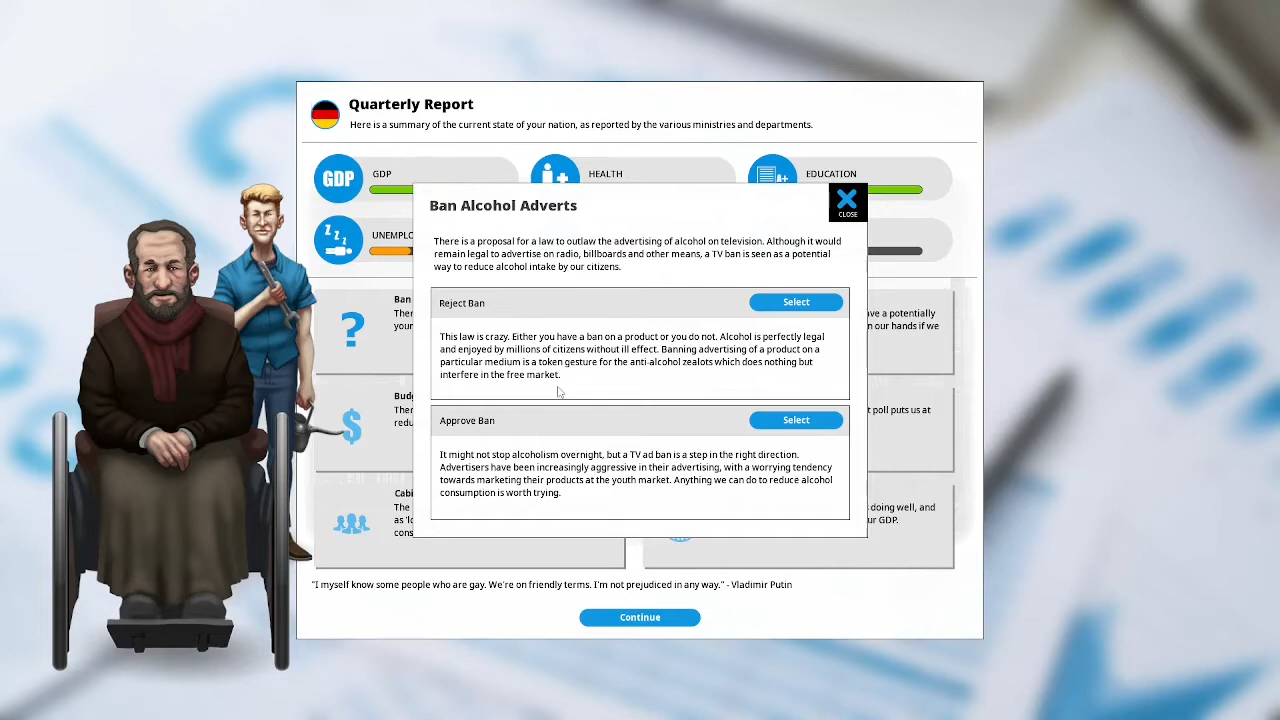 Quarterly Report
Here is a summary of the current state of your nation, as reported by the various ministries and departments.
GDP
GDP
HEALTH
A+
EDUCATION
Z Z Z
Ban Alcohol Adverts
CLOSE
There is a proposal for a law to outlaw the advertising of alcohol on television. Although it would
remain legal to advertise on radio, billboards and other means, a TV ban is seen as a potential
way to reduce alcohol intake by our citizens.
Reject Ban
Select
This law is crazy. Either you have a ban on a product or you do not. Alcohol is perfectly legal
and enjoyed by millions of citizens without ill effect. Banning advertising of a product on a
particular medium is a token gesture for the anti-alcohol zealots which does nothing but
interfere in the free market.
Approve Ban
Select
It might not stop alcoholism overnight, but a TV ad ban is a step in the right direction.
Advertisers have been increasingly aggressive in their advertising, with a worrying tendency
towards marketing their products at the youth market. Anything we can do to reduce alcohol
consumption is worth trying.
?
Ban
your
a potentially
n our hands if we
$
poll puts us at
The
doing well, and
GDP.
"I myself know some people who are gay. We're on friendly terms. I'm not prejudiced in any way." - Vladimir Putin
Continue